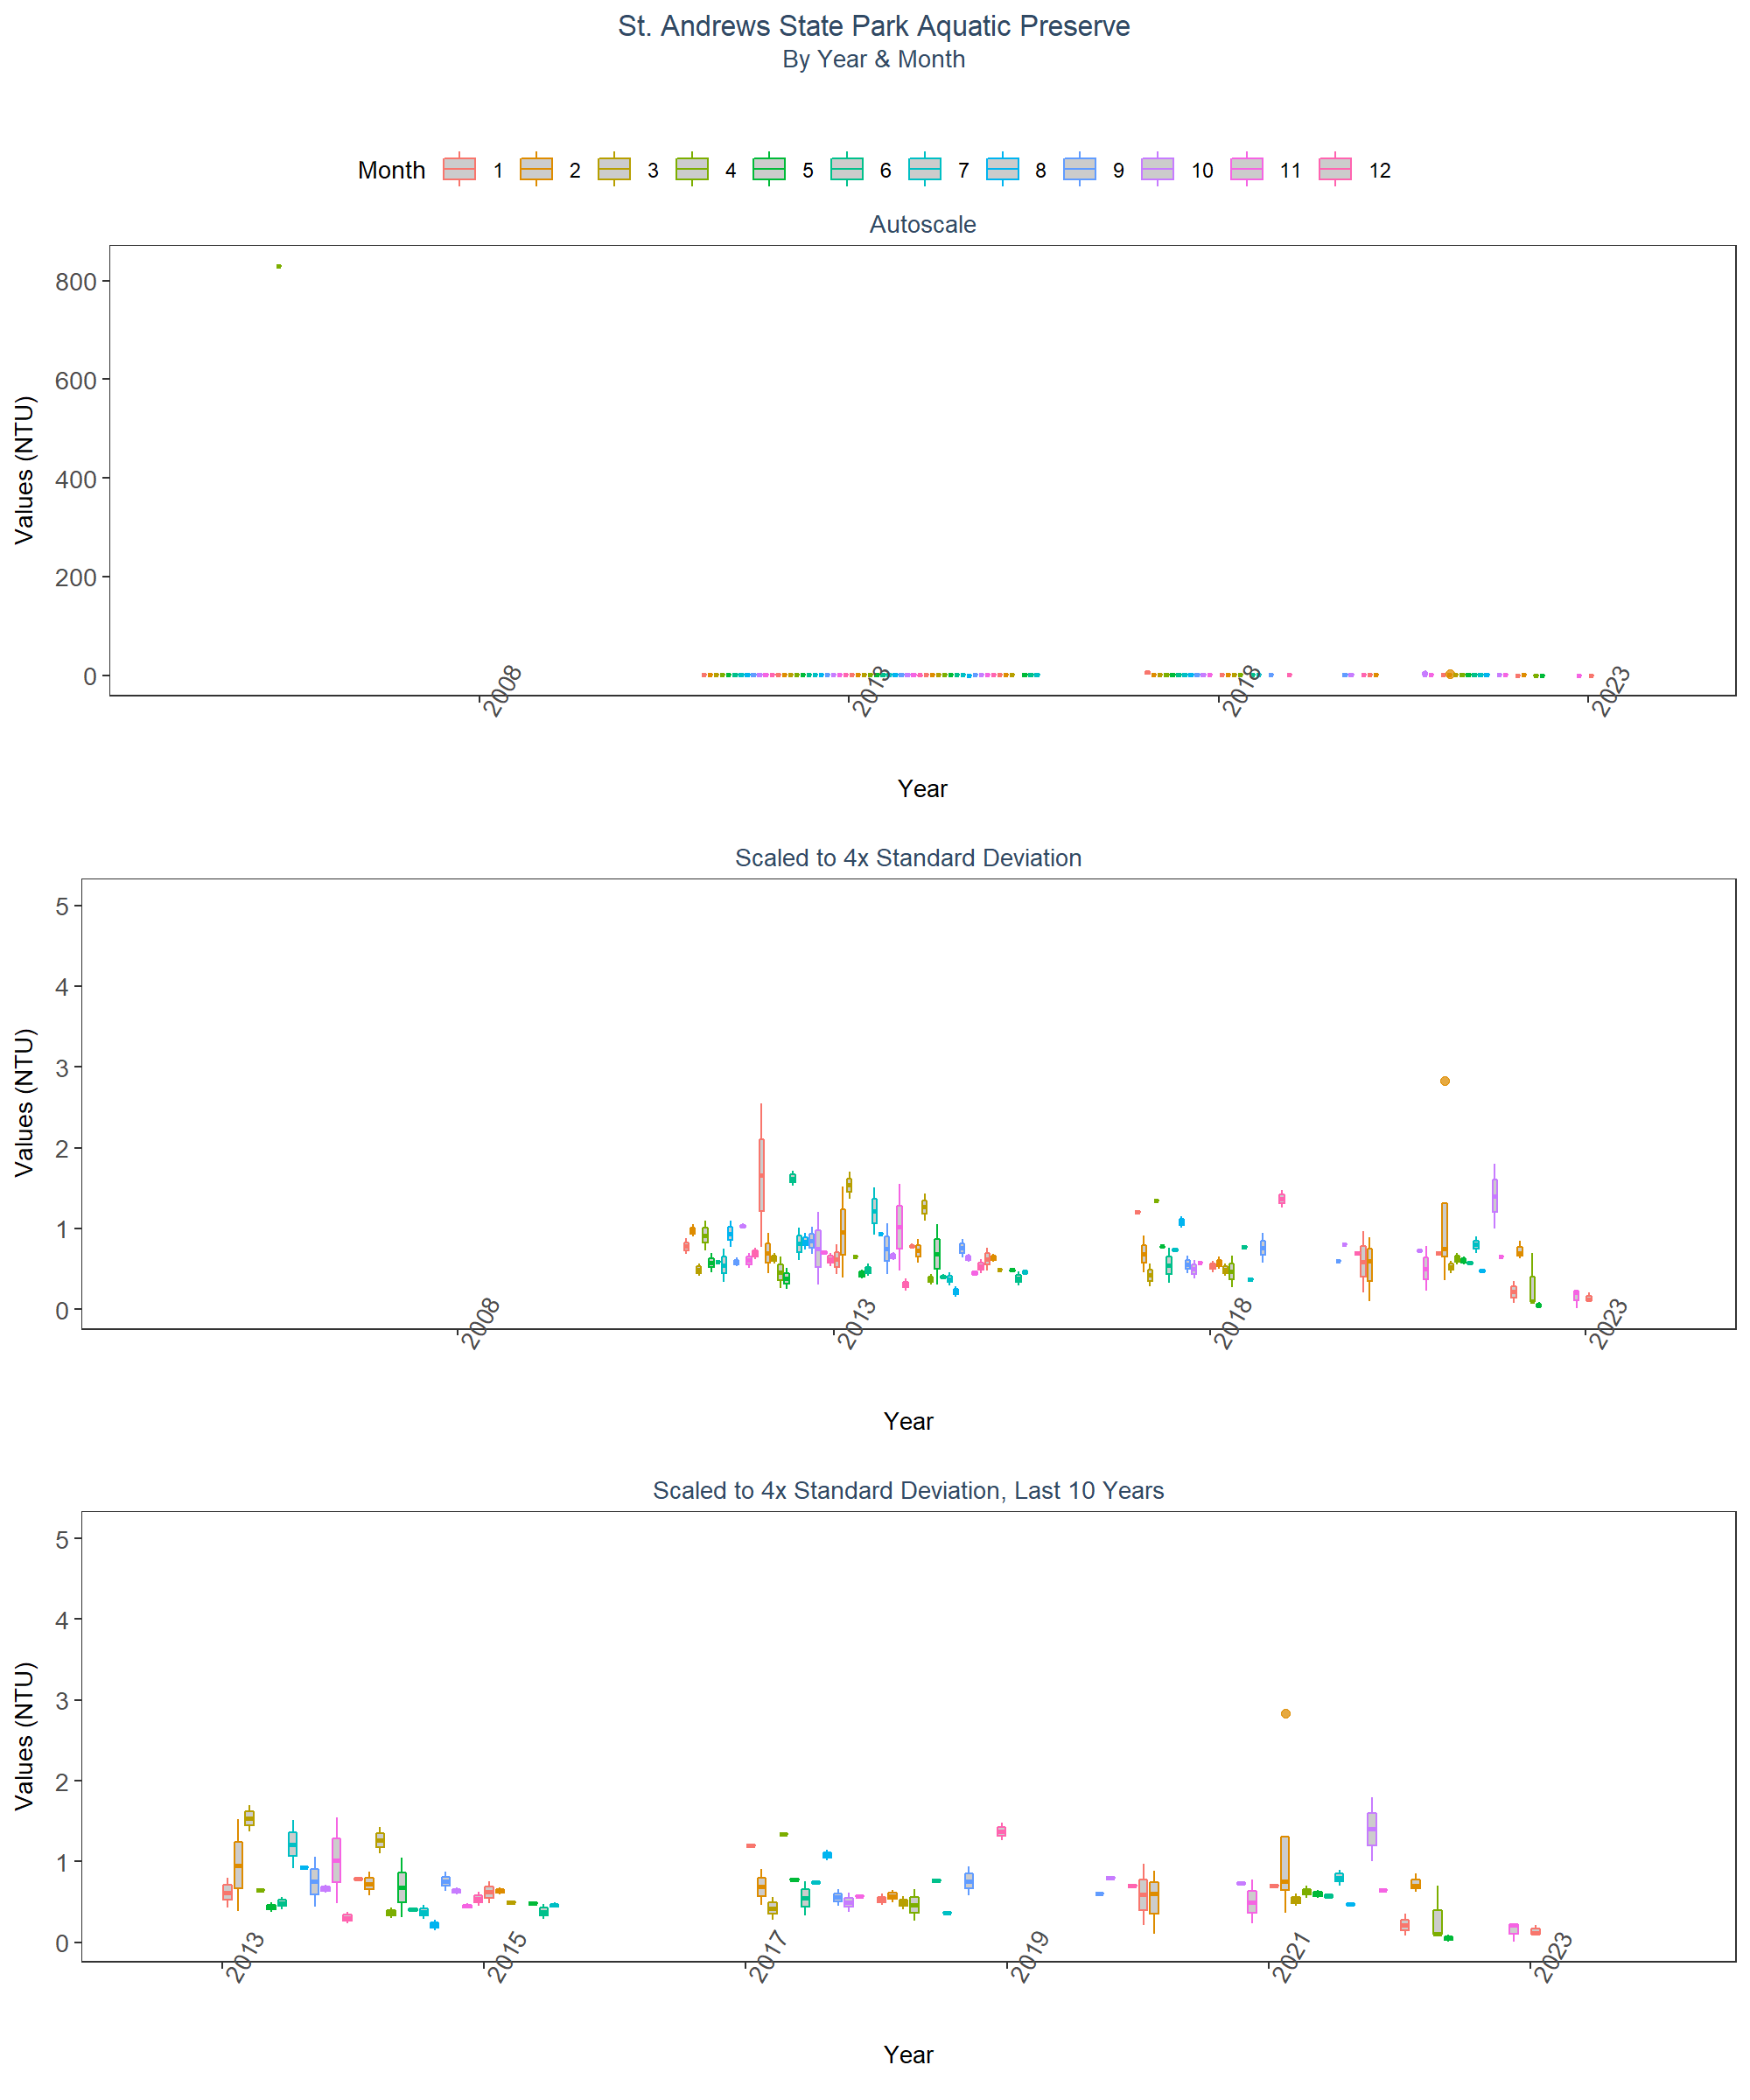 St. Andrews State Park Aquatic Preserve
By Year & Month
Month 1 2 3 4 5 6 7 8 9 10 11 12
Autoscale
Values (NTU)
800
600
400
200
0
2008 2013 2018 2023
Year
Scaled to 4x Standard Deviation
Values (NTU)
5
4
3
2
1
0
2008 2013 2018 2023
Year
Scaled to 4x Standard Deviation, Last 10 Years
Values (NTU)
5
4
3
2
1
0
2013 2015 2017 2019 2021 2023
Year